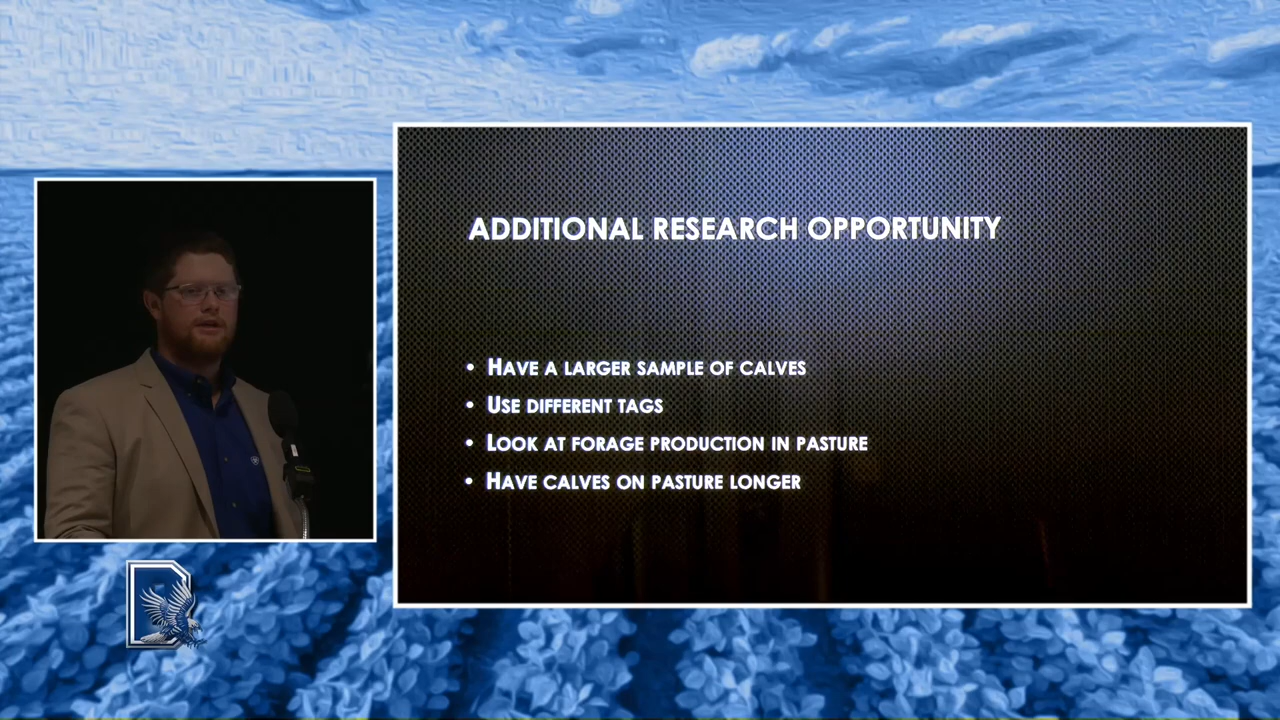 ADDITIONAL RESEARCH OPPORTUNITY
• HAVE A LARGER SAMPLE OF CALVES
• USE DIFFERENT TAGS
• LOOK AT FORAGE PRODUCTION IN PASTURE
• HAVE CALVES ON PASTURE LONGER
D